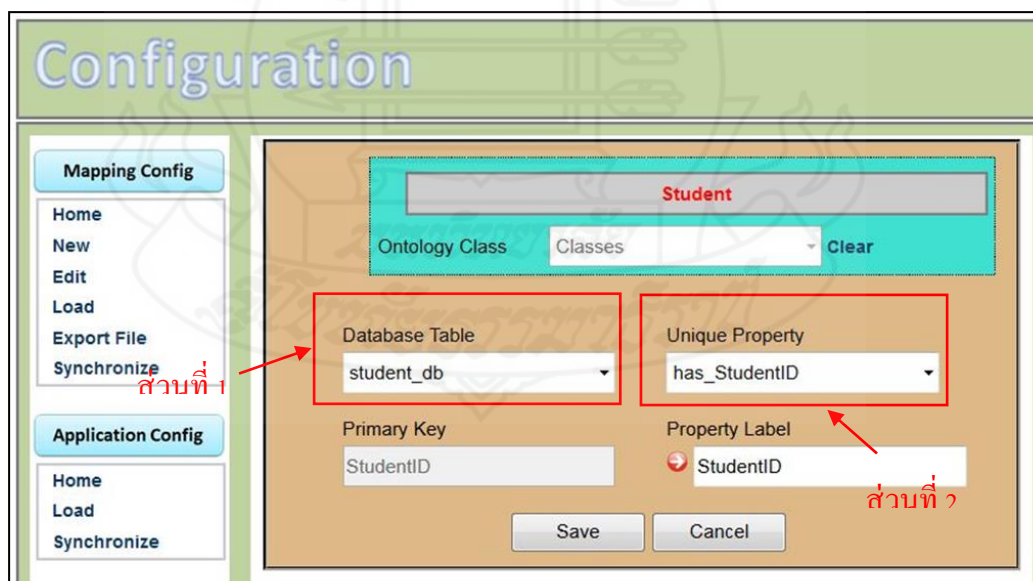 Configuration
Mapping Config
Home
New
Edit
Load
Export File
Synchronize
Application Config
Home
Load
Synchronize
Student
Ontology Class Classes Clear
Database Table
student_db
Unique Property
has_StudentID
Primary Key
StudentID
Property Label
StudentID
Save Cancel
ส่วนที่ 1
ส่วนที่ 2